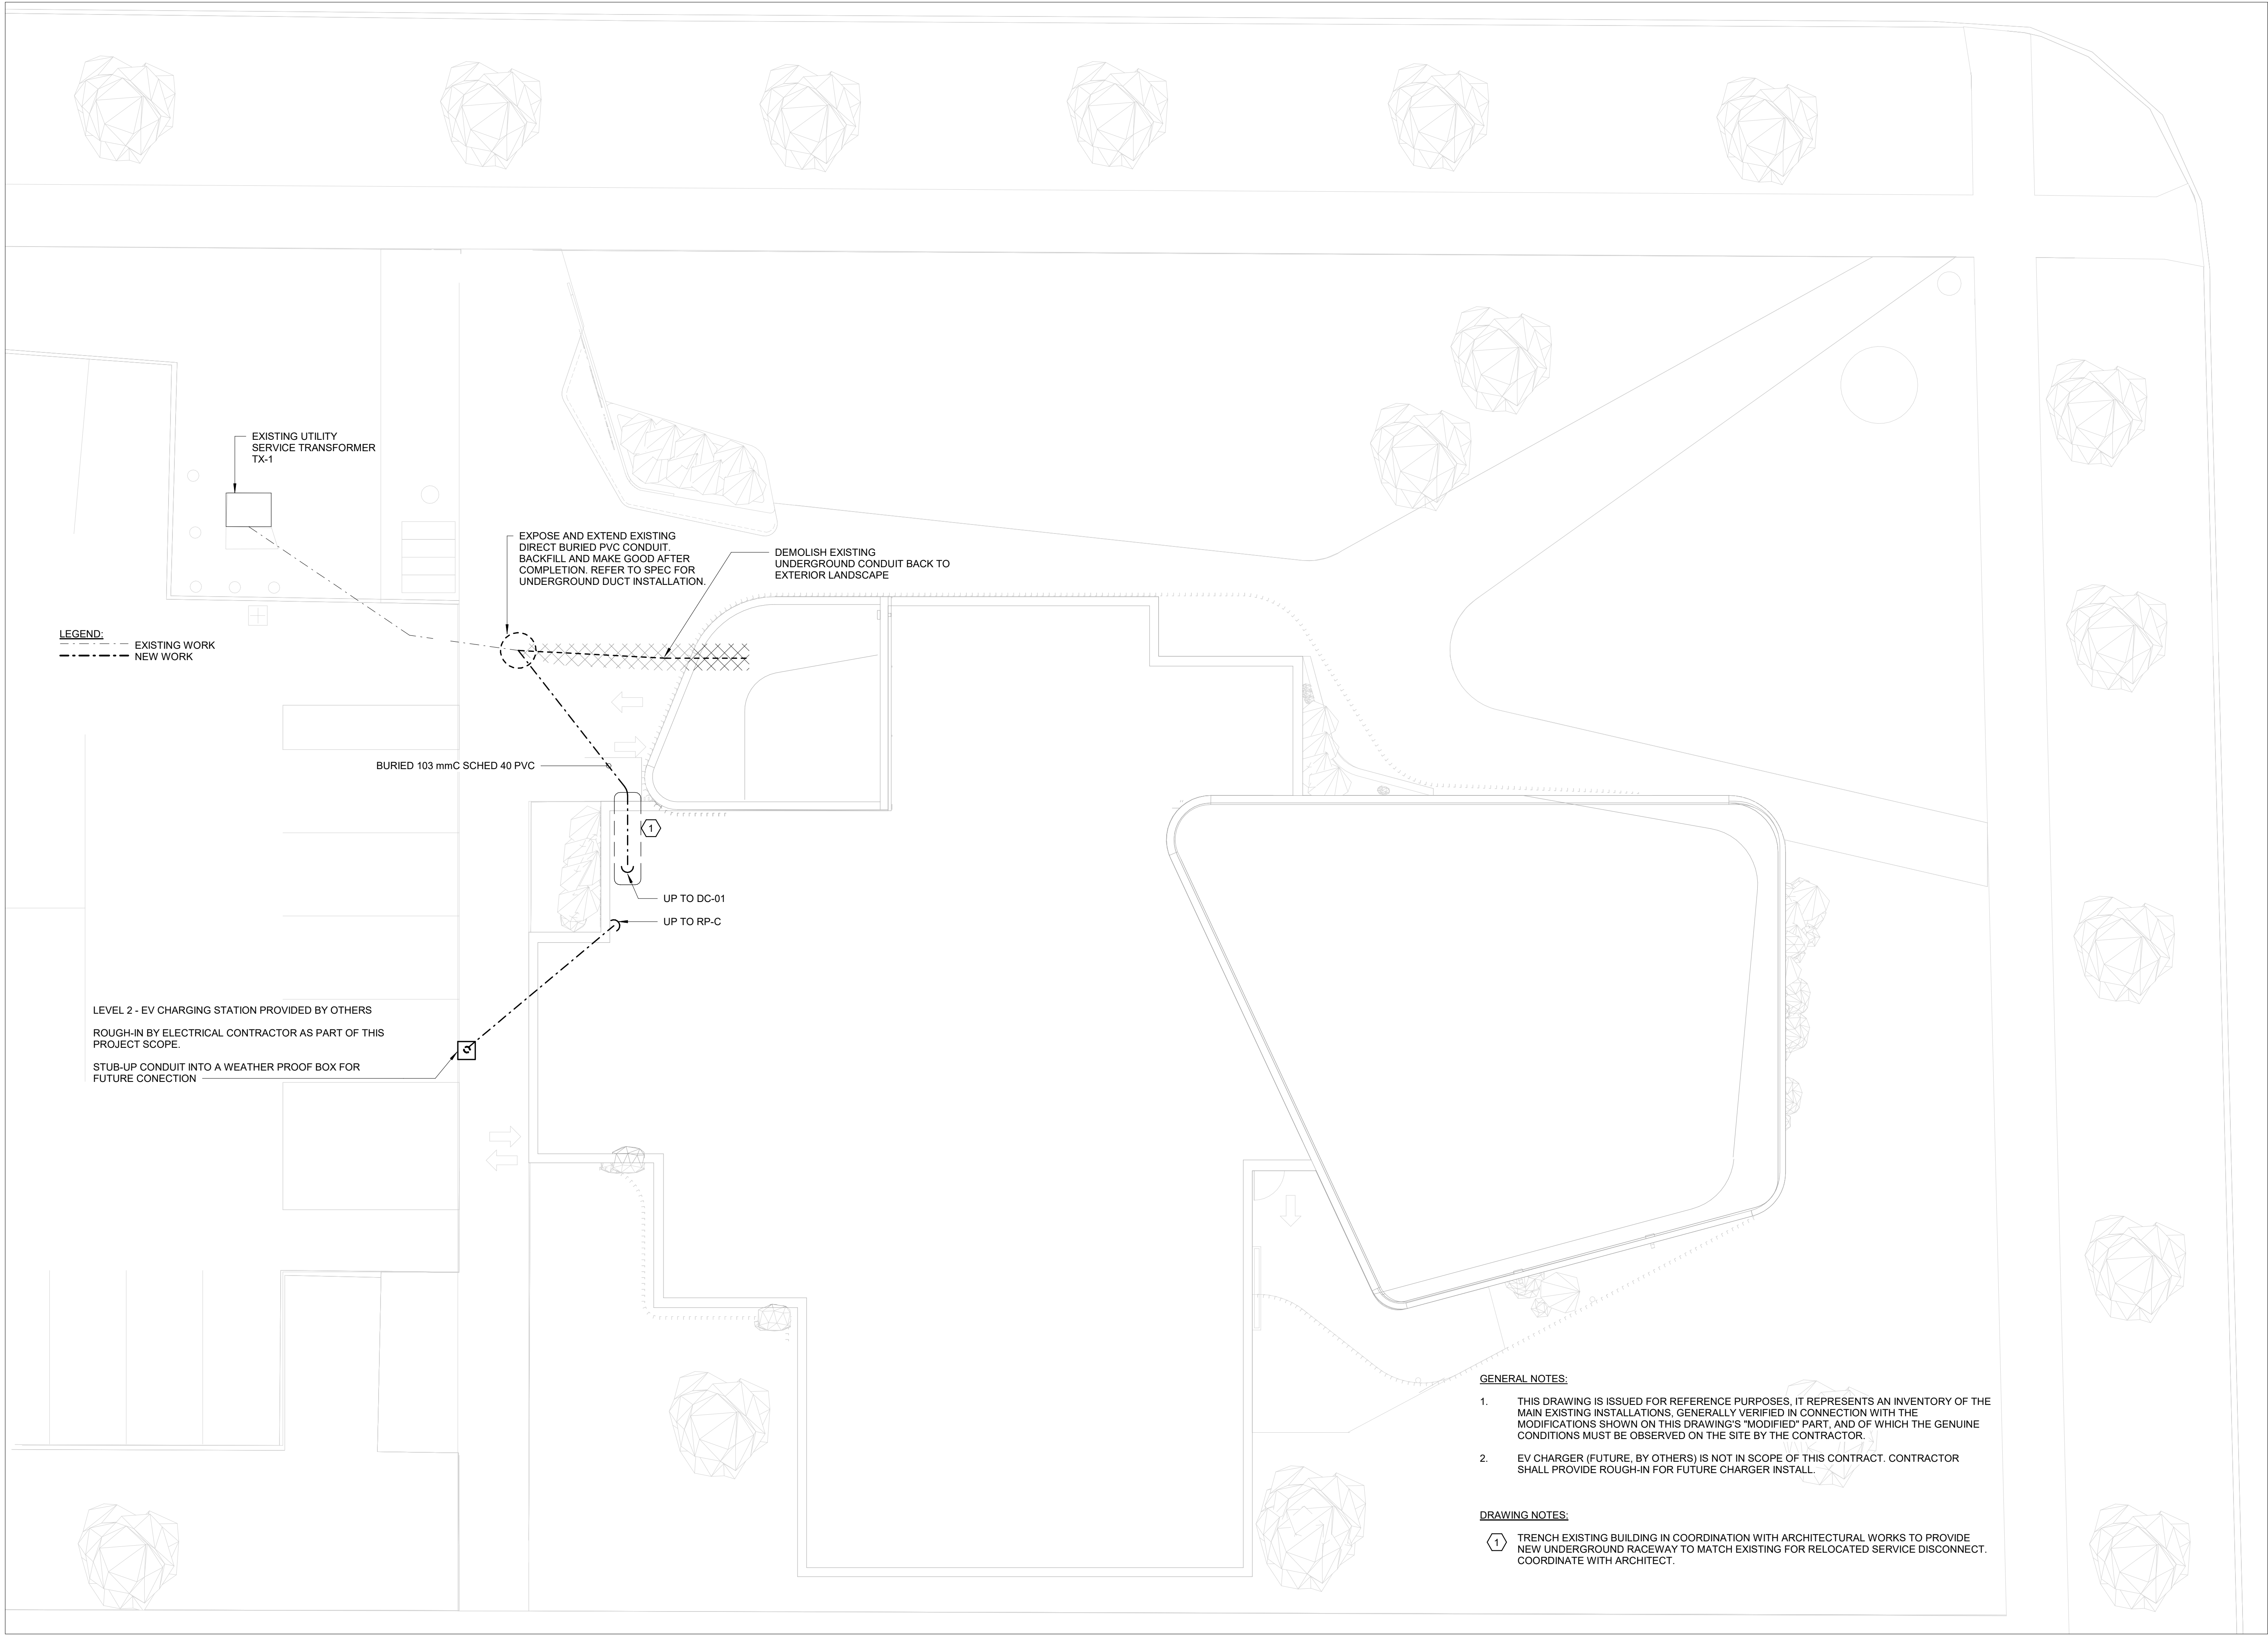 EXISTING UTILITY
SERVICE TRANSFORMER
TX-1
EXPOSE AND EXTEND EXISTING
DIRECT BURIED PVC CONDUIT.
BACKFILL AND MAKE GOOD AFTER
COMPLETION. REFER TO SPEC FOR
UNDERGROUND DUCT INSTALLATION.
DEMOLISH EXISTING
UNDERGROUND CONDUIT BACK TO
EXTERIOR LANDSCAPE
LEGEND:
EXISTING WORK
NEW WORK
BURIED 103 mmC SCHED 40 PVC
1
UP TO DC-01
UP TO RP-C
LEVEL 2 - EV CHARGING STATION PROVIDED BY OTHERS
ROUGH-IN BY ELECTRICAL CONTRACTOR AS PART OF THIS
PROJECT SCOPE.
STUB-UP CONDUIT INTO A WEATHER PROOF BOX FOR
FUTURE CONECTION
GENERAL NOTES:
1. THIS DRAWING IS ISSUED FOR REFERENCE PURPOSES, IT REPRESENTS AN INVENTORY OF THE
MAIN EXISTING INSTALLATIONS, GENERALLY VERIFIED IN CONNECTION WITH THE
MODIFICATIONS SHOWN ON THIS DRAWING'S "MODIFIED" PART, AND OF WHICH THE GENUINE
CONDITIONS MUST BE OBSERVED ON THE SITE BY THE CONTRACTOR.
2. EV CHARGER (FUTURE, BY OTHERS) IS NOT IN SCOPE OF THIS CONTRACT. CONTRACTOR
SHALL PROVIDE ROUGH-IN FOR FUTURE CHARGER INSTALL.
DRAWING NOTES:
1 TRENCH EXISTING BUILDING IN COORDINATION WITH ARCHITECTURAL WORKS TO PROVIDE
NEW UNDERGROUND RACEWAY TO MATCH EXISTING FOR RELOCATED SERVICE DISCONNECT.
COORDINATE WITH ARCHITECT.